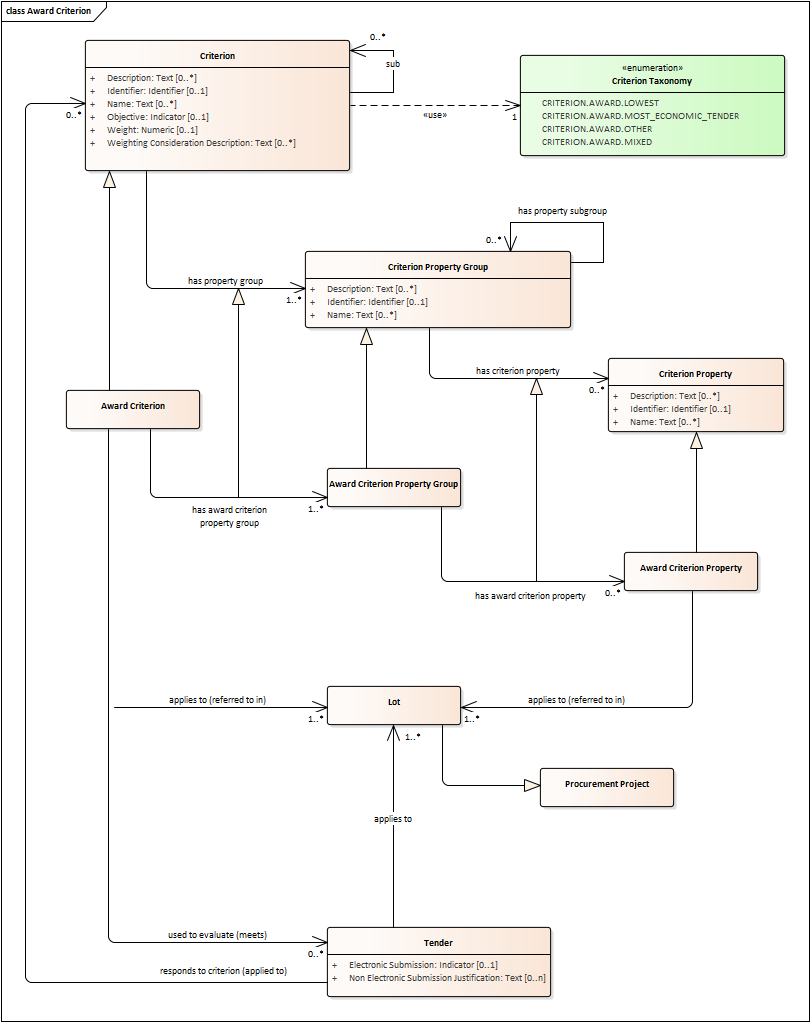 class Award Criterion
0..*
Criterion
sub
+ Description: Text [0..*]
+ Identifier: Identifier [0..1]
+ Name: Text [0..*]
+ Objective: Indicator [0..1]
+ Weight: Numeric [0..1]
+ Weighting Consideration Description: Text [0..*]
0..*
«use»
1
«enumeration»
Criterion Taxonomy
CRITERION.AWARD.LOWEST
CRITERION.AWARD.MOST_ECONOMIC_TENDER
CRITERION.AWARD.OTHER
CRITERION.AWARD.MIXED
has property subgroup
0..*
has property group
1..*
Criterion Property Group
+ Description: Text [0..*]
+ Identifier: Identifier [0..1]
+ Name: Text [0..*]
has criterion property
0..*
Criterion Property
+ Description: Text [0..*]
+ Identifier: Identifier [0..1]
+ Name: Text [0..*]
Award Criterion
Award Criterion Property Group
has award criterion
property group
1..*
Award Criterion Property
has award criterion property
0..*
applies to (referred to in)
1..*
Lot
applies to (referred to in)
1..*
1..*
Procurement Project
applies to
used to evaluate (meets)
0..*
responds to criterion (applied to)
Tender
+ Electronic Submission: Indicator [0..1]
+ Non Electronic Submission Justification: Text [0..n]